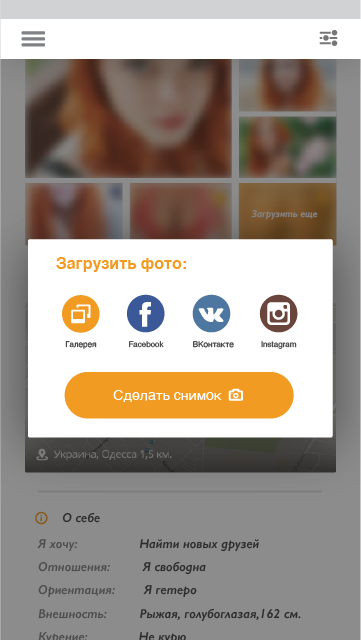 Загрузить еще
Загрузить фото:
Галерея Facebook ВКонтакте Instagram
Сделать снимок
Украина, Одесса 1,5 км.
О себе
Я хочу: Найти новых друзей
Отношения: Я свободна
Ориентация: Я гетеро
Внешность: Рыжая, голубоглазая,162 см.
Курение: Не курю